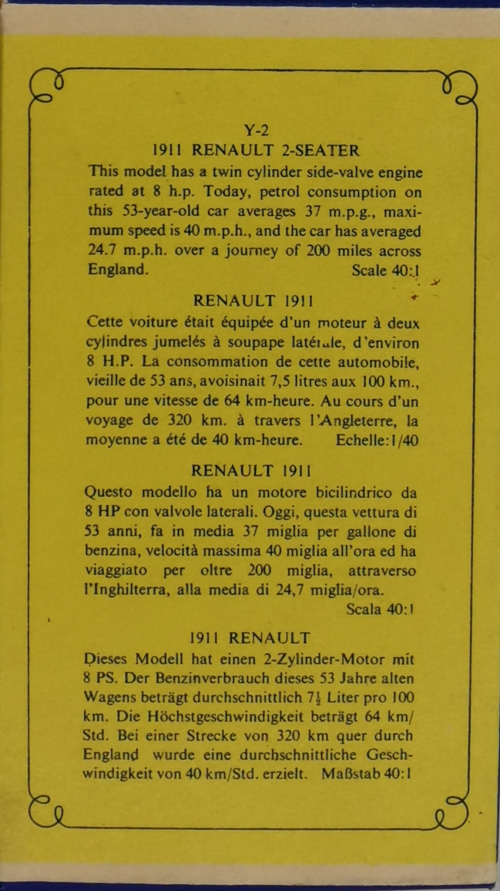 Y-2
1911 RENAULT 2-SEATER
This model has a twin cylinder side-valve engine
rated at 8 h.p. Today, petrol consumption on
this 53-year-old car averages 37 m.p.g., maxi-
mum speed is 40 m.p.h., and the car has averaged
24.7 m.p.h. over a journey of 200 miles across
England. Scale 40:1
RENAULT 1911
Cette voiture était équipée d'un moteur à deux
cylindres jumelés à soupape latérale, d'environ
8 H.P. La consommation de cette automobile,
vieille de 53 ans, avoisinait 7,5 litres aux 100 km.,
pour une vitesse de 64 km-heure. Au cours d'un
voyage de 320 km. à travers l'Angleterre, la
moyenne a été de 40 km-heure. Echelle: 1/40
RENAULT 1911
Questo modello ha un motore bicilindrico da
8 HP con valvole laterali. Oggi, questa vettura di
53 anni, fa in media 37 miglia per gallone di
benzina, velocità massima 40 miglia all'ora ed ha
viaggiato per oltre 200 miglia, attraverso
l'Inghilterra, alla media di 24,7 miglia/ora.
Scala 40:1
1911 RENAULT
Dieses Modell hat einen 2-Zylinder-Motor mit
8 PS. Der Benzinverbrauch dieses 53 Jahre alten
Wagens beträgt durchschnittlich 7½ Liter pro 100
km. Die Höchstgeschwindigkeit beträgt 64 km/
Std. Bei einer Strecke von 320 km quer durch
England wurde eine durchschnittliche Gesch-
windigkeit von 40 km/Std. erzielt. Maßstab 40:1